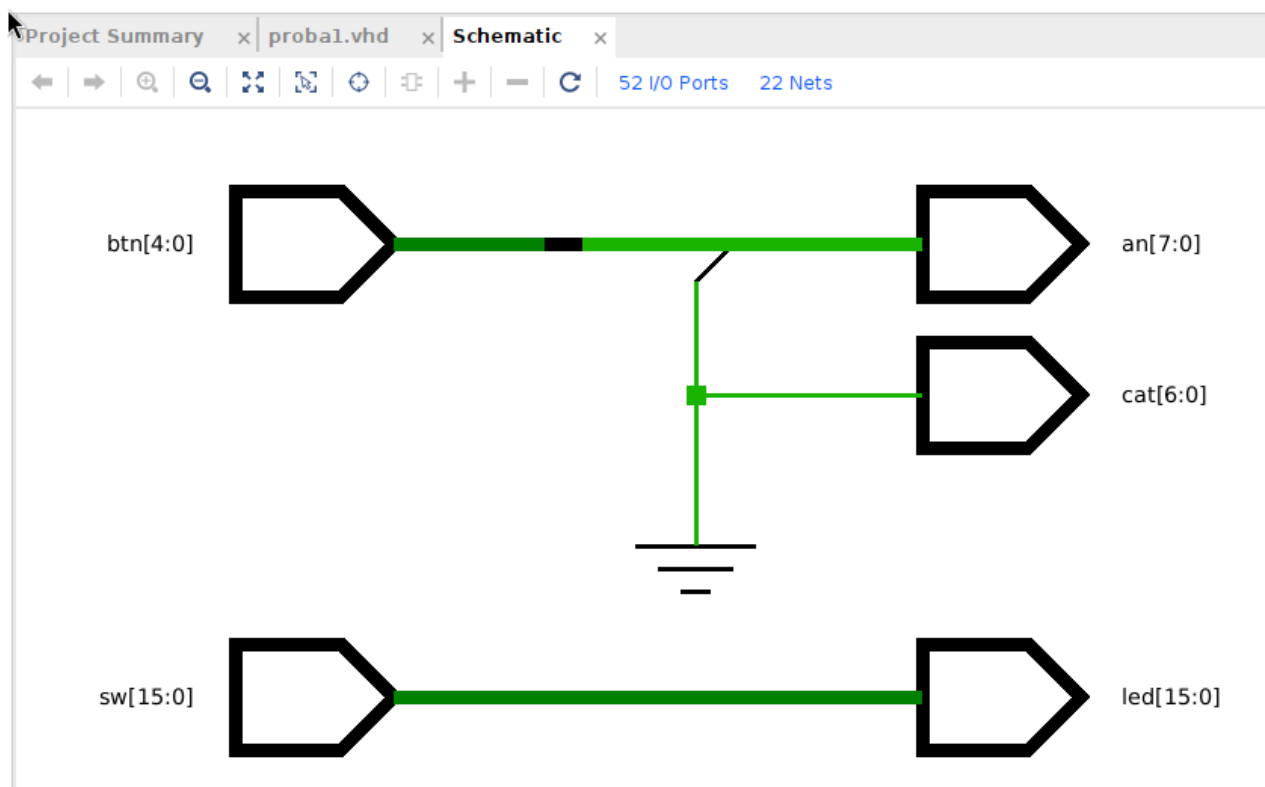 Project Summary × proba1.vhd × Schematic ×
52 I/O Ports 22 Nets
btn[4:0] an[7:0]
cat[6:0]
sw[15:0] led[15:0]